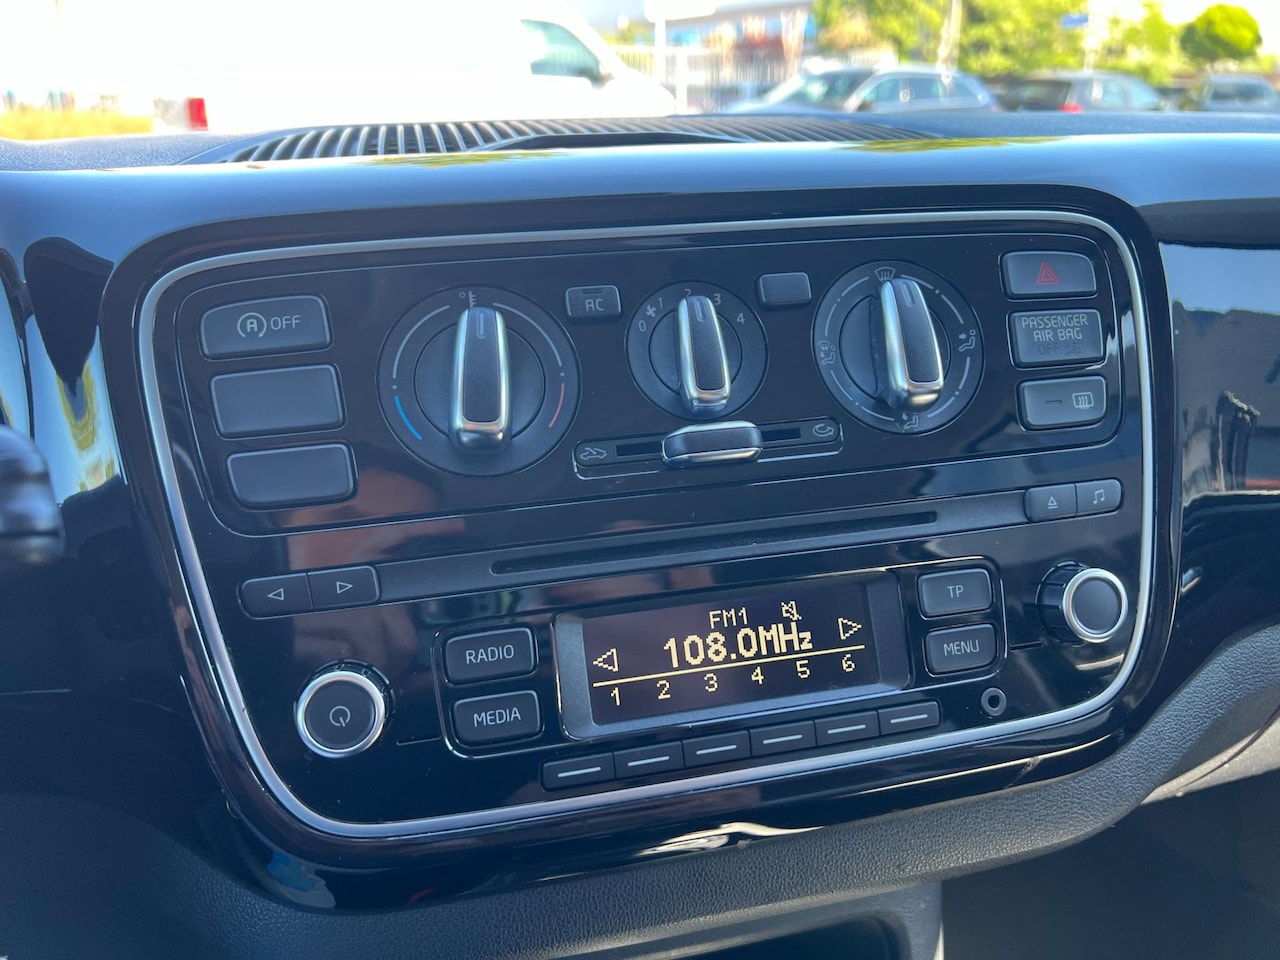 A OFF
AC
0 1 2 3 4
PASSENGER
AIR BAG
OFF
RADIO
MEDIA
FM1
108.0MHz
1 2 3 4 5 6
TP
MENU